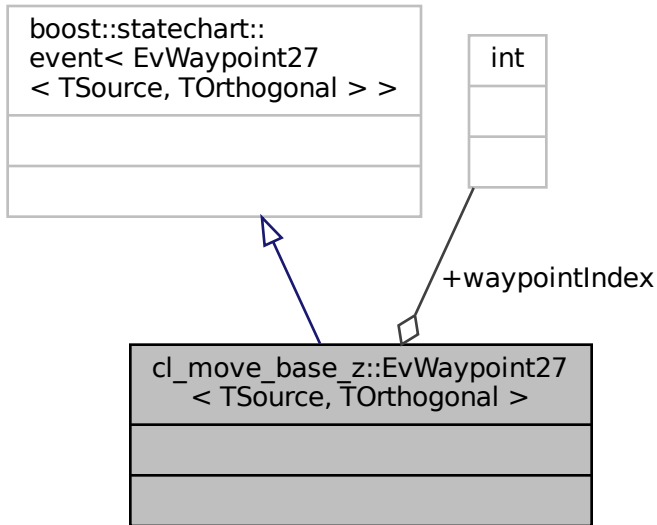 boost::statechart::
event< EvWaypoint27
< TSource, TOrthogonal > >
int
+waypointIndex
cl_move_base_z::EvWaypoint27
< TSource, TOrthogonal >